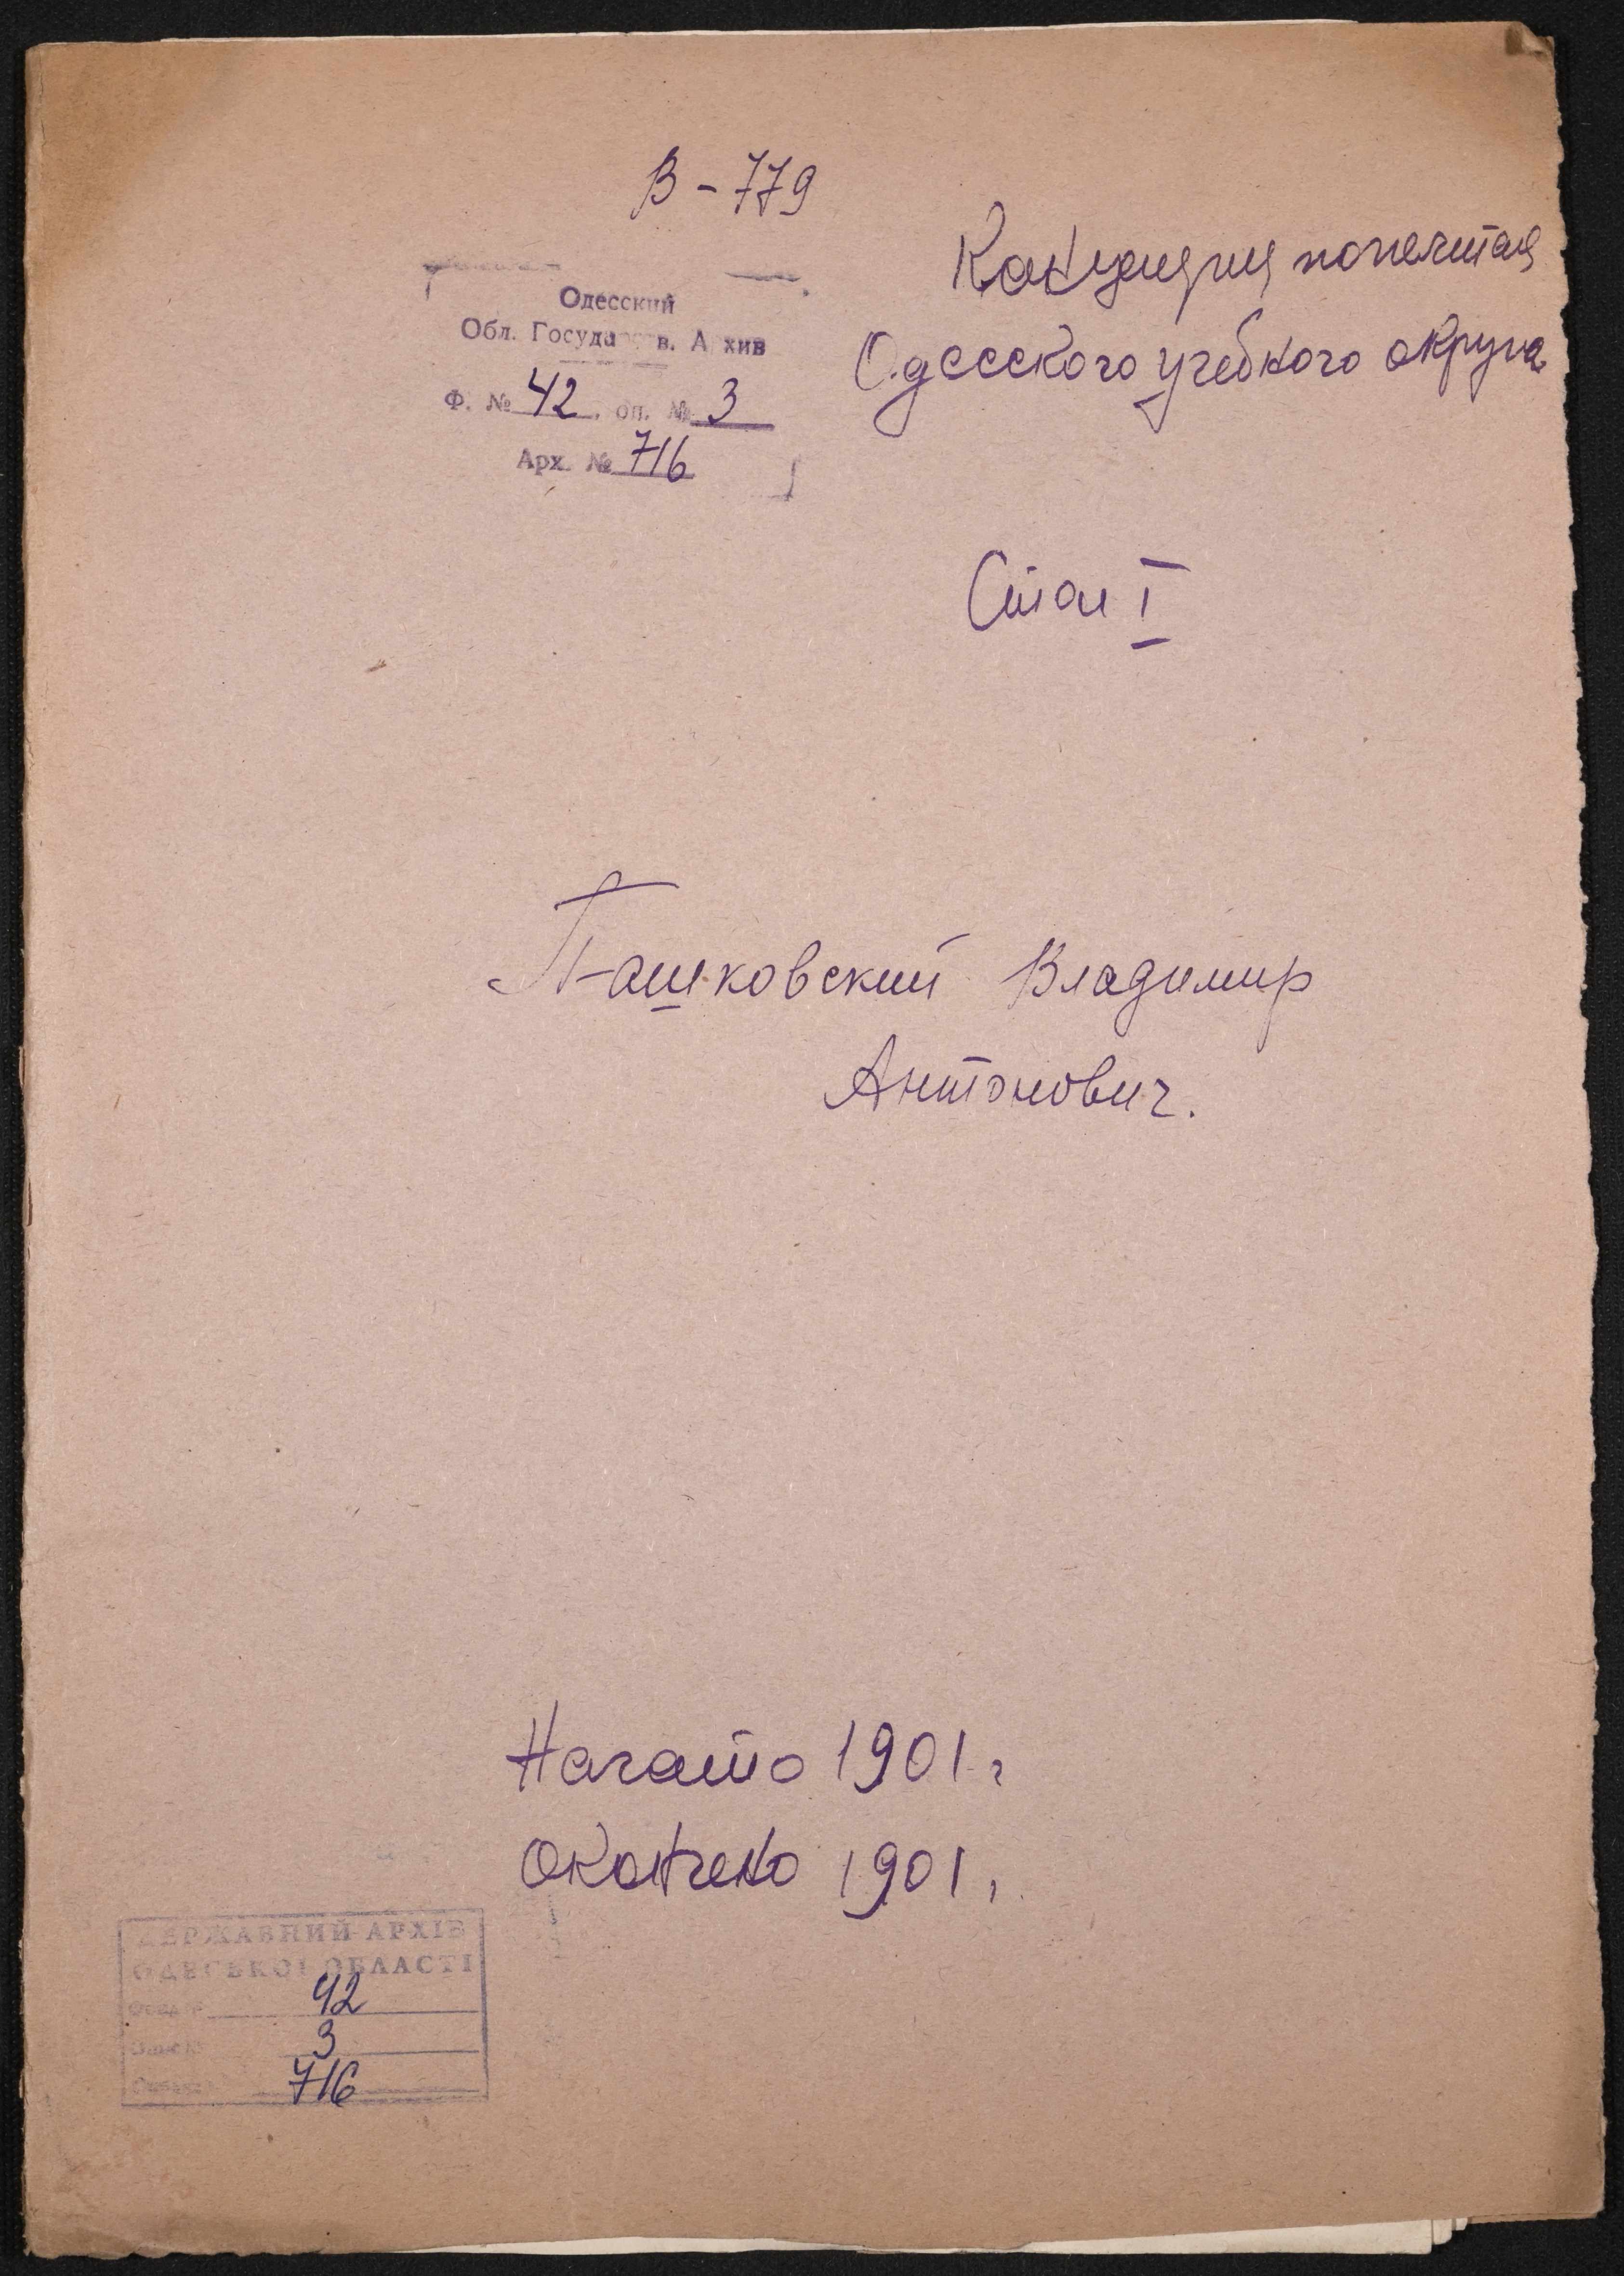 В - 779
Канцелярия попечителя
Одесского учебного округа
Одесский
Обл. Государств. Архив
Ф. № 42, оп. № 3
Арх. № 716
Стол I
Пашковский Владимир
Антонович.
Начато 1901 г
Окончено 1901,
ДЕРЖАВНИЙ АРХІВ
ОДЕСЬКОЇ ОБЛАСТІ
42
3
716